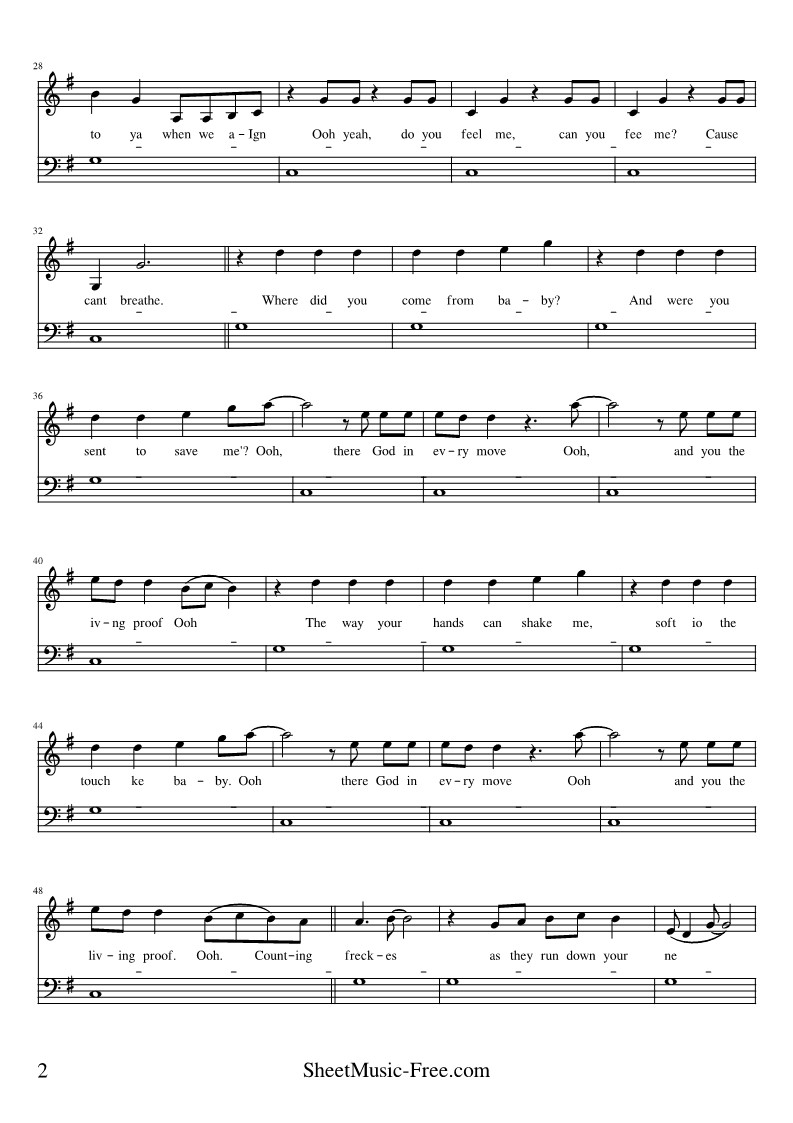 28
to ya when we a – Ign Ooh yeah, do you feel me, can you fee me? Cause
32
cant breathe. Where did you come from ba – by? And were you
36
sent to save me'? Ooh, there God in ev – ry move Ooh, and you the
40
iv – ng proof Ooh The way your hands can shake me, soft io the
44
touch ke ba – by. Ooh there God in ev – ry move Ooh and you the
48
liv – ing proof. Ooh. Count – ing freck – es as they run down your ne
2 SheetMusic-Free.com